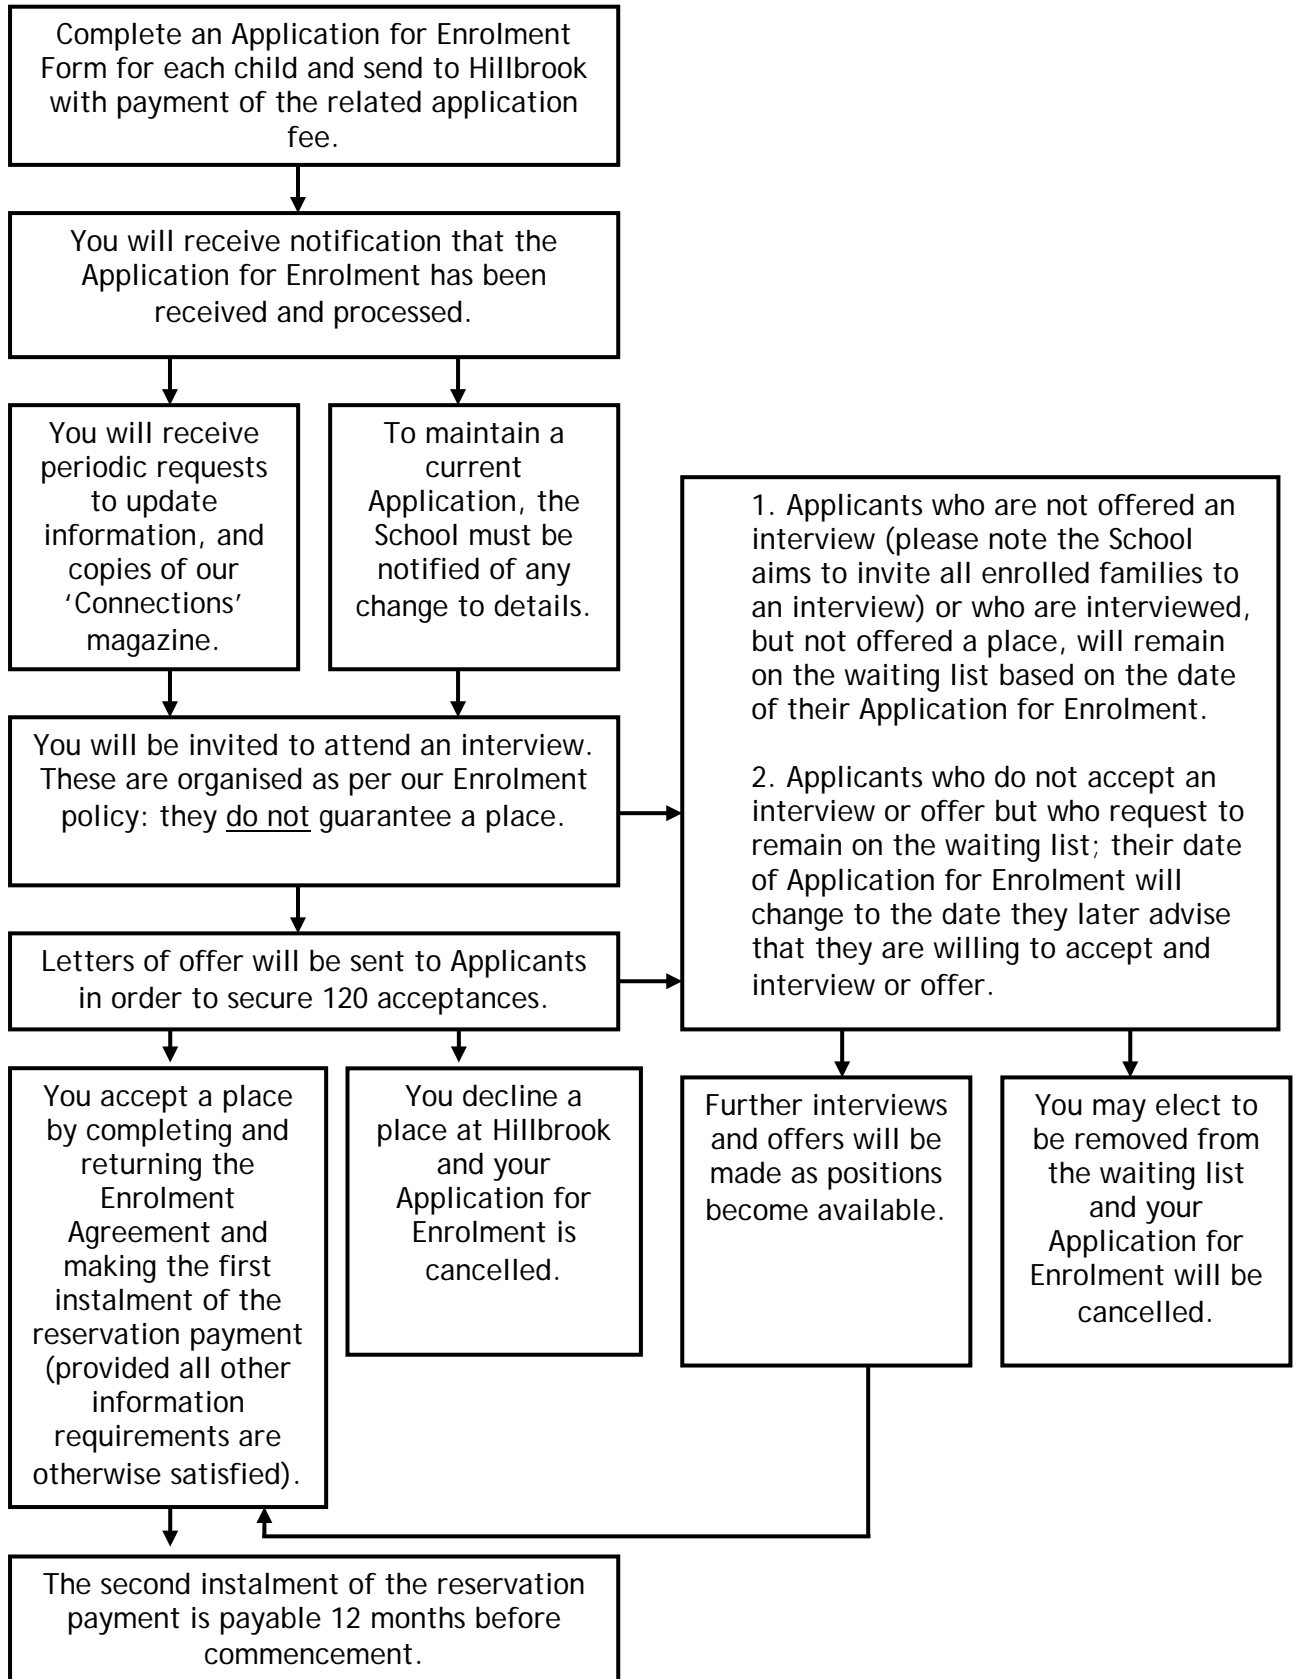 Complete an Application for Enrolment
Form for each child and send to Hillbrook
with payment of the related application
fee.
You will receive notification that the
Application for Enrolment has been
received and processed.
You will receive
periodic requests
to update
information, and
copies of our
‘Connections’
magazine.
To maintain a
current
Application, the
School must be
notified of any
change to details.
You will be invited to attend an interview.
These are organised as per our Enrolment
policy: they do not guarantee a place.
1. Applicants who are not offered an
interview (please note the School
aims to invite all enrolled families to
an interview) or who are interviewed,
but not offered a place, will remain
on the waiting list based on the date
of their Application for Enrolment.
2. Applicants who do not accept an
interview or offer but who request to
remain on the waiting list; their date
of Application for Enrolment will
change to the date they later advise
that they are willing to accept and
interview or offer.
Letters of offer will be sent to Applicants
in order to secure 120 acceptances.
You accept a place
by completing and
returning the
Enrolment
Agreement and
making the first
instalment of the
reservation payment
(provided all other
information
requirements are
otherwise satisfied).
You decline a
place at Hillbrook
and your
Application for
Enrolment is
cancelled.
Further interviews
and offers will be
made as positions
become available.
You may elect to
be removed from
the waiting list
and your
Application for
Enrolment will be
cancelled.
The second instalment of the reservation
payment is payable 12 months before
commencement.